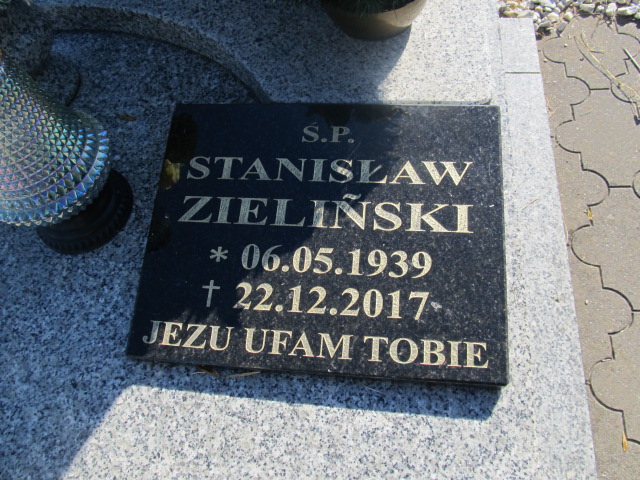 Ś.P.
STANISŁAW
ZIELIŃSKI
* 06.05.1939
† 22.12.2017
JEZU UFAM TOBIE